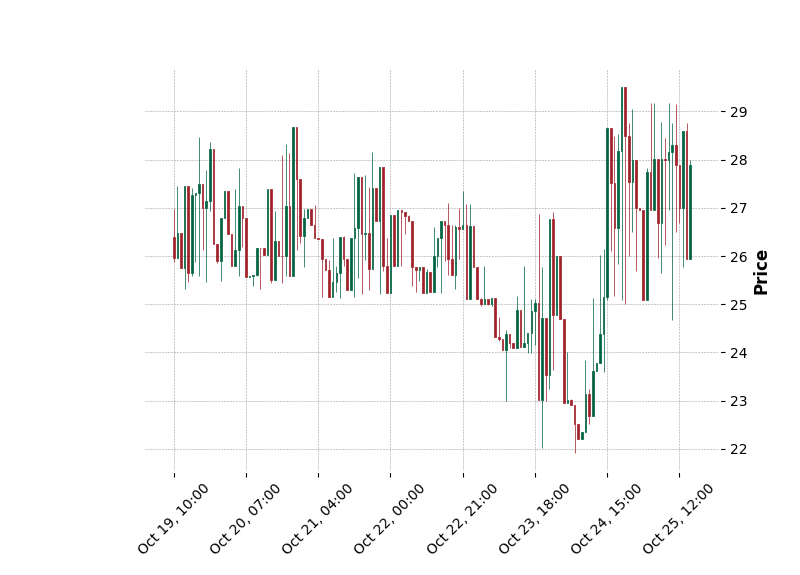 29
28
27
26
25
24
23
22
Price
Oct 19, 10:00
Oct 20, 07:00
Oct 21, 04:00
Oct 22, 00:00
Oct 22, 21:00
Oct 23, 18:00
Oct 24, 15:00
Oct 25, 12:00